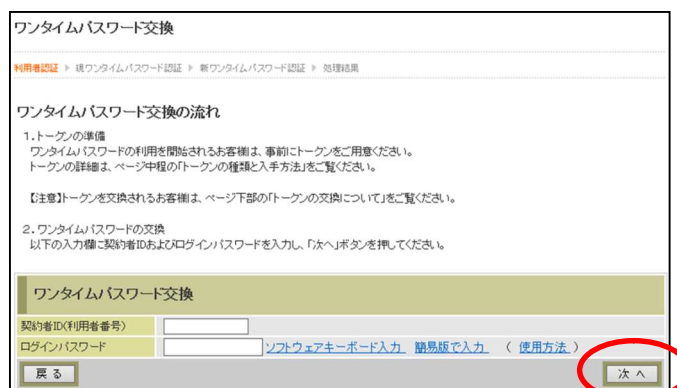 ワンタイムパスワード交換
利用者認証 ▶ 現ワンタイムパスワード認証 ▶ 新ワンタイムパスワード認証 ▶ 処理結果
ワンタイムパスワード交換の流れ
1.トークンの準備
ワンタイムパスワードの利用を開始されるお客様は、事前にトークンをご用意ください。
トークンの詳細は、ページ中程の「トークンの種類と入手方法」をご覧ください。
【注意】トークンを交換されるお客様は、ページ下部の「トークンの交換について」をご覧ください。
2.ワンタイムパスワードの交換
以下の入力欄に契約者IDおよびログインパスワードを入力し、「次へ」ボタンを押してください。
ワンタイムパスワード交換
契約者ID(利用者番号)
ログインパスワード ソフトウェアキーボード入力 簡易版で入力 ( 使用方法 )
戻る 次へ